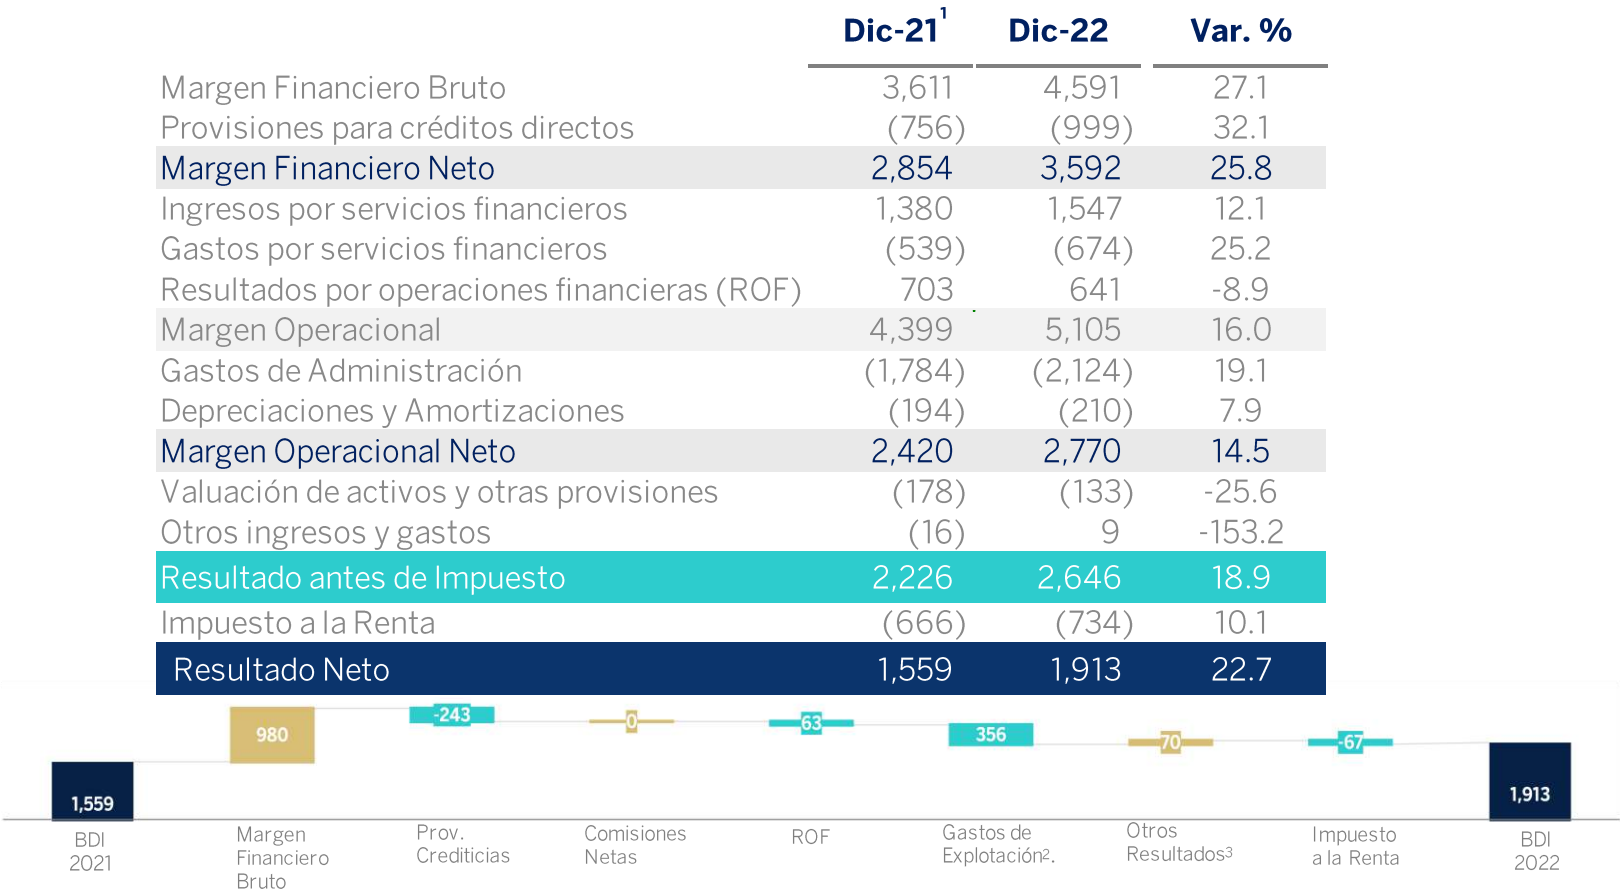 Dic-21¹ Dic-22 Var. %
Margen Financiero Bruto 3,611 4,591 27.1
Provisiones para créditos directos (756) (999) 32.1
Margen Financiero Neto 2,854 3,592 25.8
Ingresos por servicios financieros 1,380 1,547 12.1
Gastos por servicios financieros (539) (674) 25.2
Resultados por operaciones financieras (ROF) 703 641 -8.9
Margen Operacional 4,399 5,105 16.0
Gastos de Administración (1,784) (2,124) 19.1
Depreciaciones y Amortizaciones (194) (210) 7.9
Margen Operacional Neto 2,420 2,770 14.5
Valuación de activos y otras provisiones (178) (133) -25.6
Otros ingresos y gastos (16) 9 -153.2
Resultado antes de Impuesto 2,226 2,646 18.9
Impuesto a la Renta (666) (734) 10.1
Resultado Neto 1,559 1,913 22.7
1,559 980 -243 0 63 356 70 -67 1,913
BDI
2021
Margen
Financiero
Bruto
Prov.
Crediticias
Comisiones
Netas
ROF
Gastos de
Explotación².
Otros
Resultados³
Impuesto
a la Renta
BDI
2022